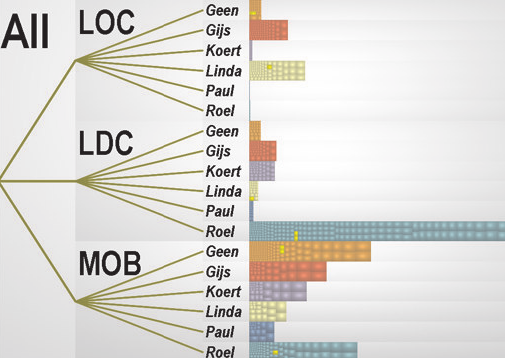 All
LOC
Geen
Gijs
Koert
Linda
Paul
Roel
LDC
Geen
Gijs
Koert
Linda
Paul
Roel
MOB
Geen
Gijs
Koert
Linda
Paul
Roel